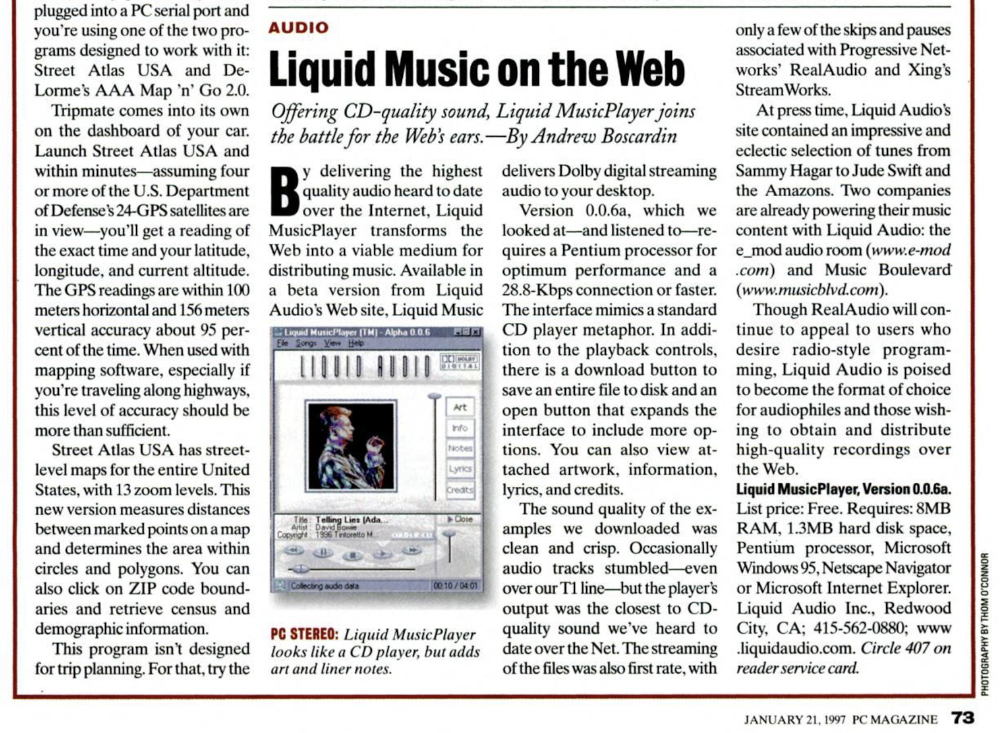 plugged into a PC serial port and
you're using one of the two pro-
grams designed to work with it:
Street Atlas USA and De-
Lorme's AAA Map 'n' Go 2.0.
Tripmate comes into its own
on the dashboard of your car.
Launch Street Atlas USA and
within minutes—assuming four
or more of the U.S. Department
of Defense's 24-GPS satellites are
in view—you'll get a reading of
the exact time and your latitude,
longitude, and current altitude.
The GPS readings are within 100
meters horizontal and 156 meters
vertical accuracy about 95 per-
cent of the time. When used with
mapping software, especially if
you're traveling along highways,
this level of accuracy should be
more than sufficient.
Street Atlas USA has street-
level maps for the entire United
States, with 13 zoom levels. This
new version measures distances
between marked points on a map
and determines the area within
circles and polygons. You can
also click on ZIP code bound-
aries and retrieve census and
demographic information.
This program isn't designed
for trip planning. For that, try the
AUDIO
Liquid Music on the Web
Offering CD-quality sound, Liquid MusicPlayer joins
the battle for the Web's ears.—By Andrew Boscardin
By delivering the highest
quality audio heard to date
over the Internet, Liquid
MusicPlayer transforms the
Web into a viable medium for
distributing music. Available in
a beta version from Liquid
Audio's Web site, Liquid Music
Liquid MusicPlayer [TM] - Alpha 0.0.6
File Songs View Help
LIQUID AUDIO
DOLBY
DIGITAL
Art
Info
Notes
Lyrics
Credits
Title: Telling Lies (Ada...
Artist: David Bowie
Copyright: 1996 Tintoretto M...
Close
Collecting audio data
00:10 / 04:01
PC STEREO: Liquid MusicPlayer
looks like a CD player, but adds
art and liner notes.
delivers Dolby digital streaming
audio to your desktop.
Version 0.0.6a, which we
looked at—and listened to—re-
quires a Pentium processor for
optimum performance and a
28.8-Kbps connection or faster.
The interface mimics a standard
CD player metaphor. In addi-
tion to the playback controls,
there is a download button to
save an entire file to disk and an
open button that expands the
interface to include more op-
tions. You can also view at-
tached artwork, information,
lyrics, and credits.
The sound quality of the ex-
amples we downloaded was
clean and crisp. Occasionally
audio tracks stumbled—even
over our T1 line—but the player's
output was the closest to CD-
quality sound we've heard to
date over the Net. The streaming
of the files was also first rate, with
only a few of the skips and pauses
associated with Progressive Net-
works' RealAudio and Xing's
StreamWorks.
At press time, Liquid Audio's
site contained an impressive and
eclectic selection of tunes from
Sammy Hagar to Jude Swift and
the Amazons. Two companies
are already powering their music
content with Liquid Audio: the
e_mod audio room (www.e-mod
.com) and Music Boulevard
(www.musicblvd.com).
Though RealAudio will con-
tinue to appeal to users who
desire radio-style program-
ming, Liquid Audio is poised
to become the format of choice
for audiophiles and those wish-
ing to obtain and distribute
high-quality recordings over
the Web.
Liquid MusicPlayer, Version 0.0.6a.
List price: Free. Requires: 8MB
RAM, 1.3MB hard disk space,
Pentium processor, Microsoft
Windows 95, Netscape Navigator
or Microsoft Internet Explorer.
Liquid Audio Inc., Redwood
City, CA; 415-562-0880; www
.liquidaudio.com. Circle 407 on
reader service card.
PHOTOGRAPHY BY THOM O'CONNOR
JANUARY 21, 1997 PC MAGAZINE 73